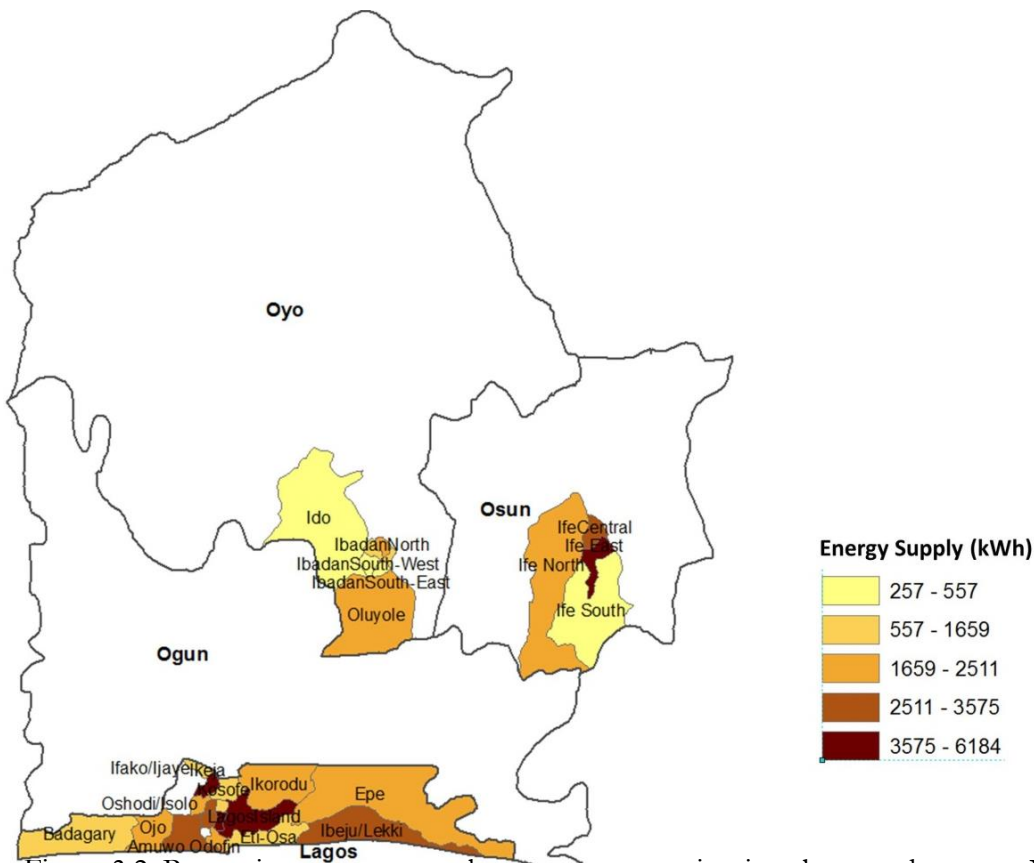 Oyo
Osun
Ido
IfeCentral
IbadanNorth
Ife East
IbadanSouth-West
Ife North
IbadanSouth-East
Ife South
Oluyole
Ogun
Energy Supply (kWh)
257 - 557
557 - 1659
1659 - 2511
2511 - 3575
3575 - 6184
Ifako/Ijaye
Ikeja
Kosofe
Ikorodu
Epe
Oshodi/Isolo
LagosIsland
Badagary
Ojo
Eti-Osa
Ibeju/Lekki
Amuwo Odofin
Lagos